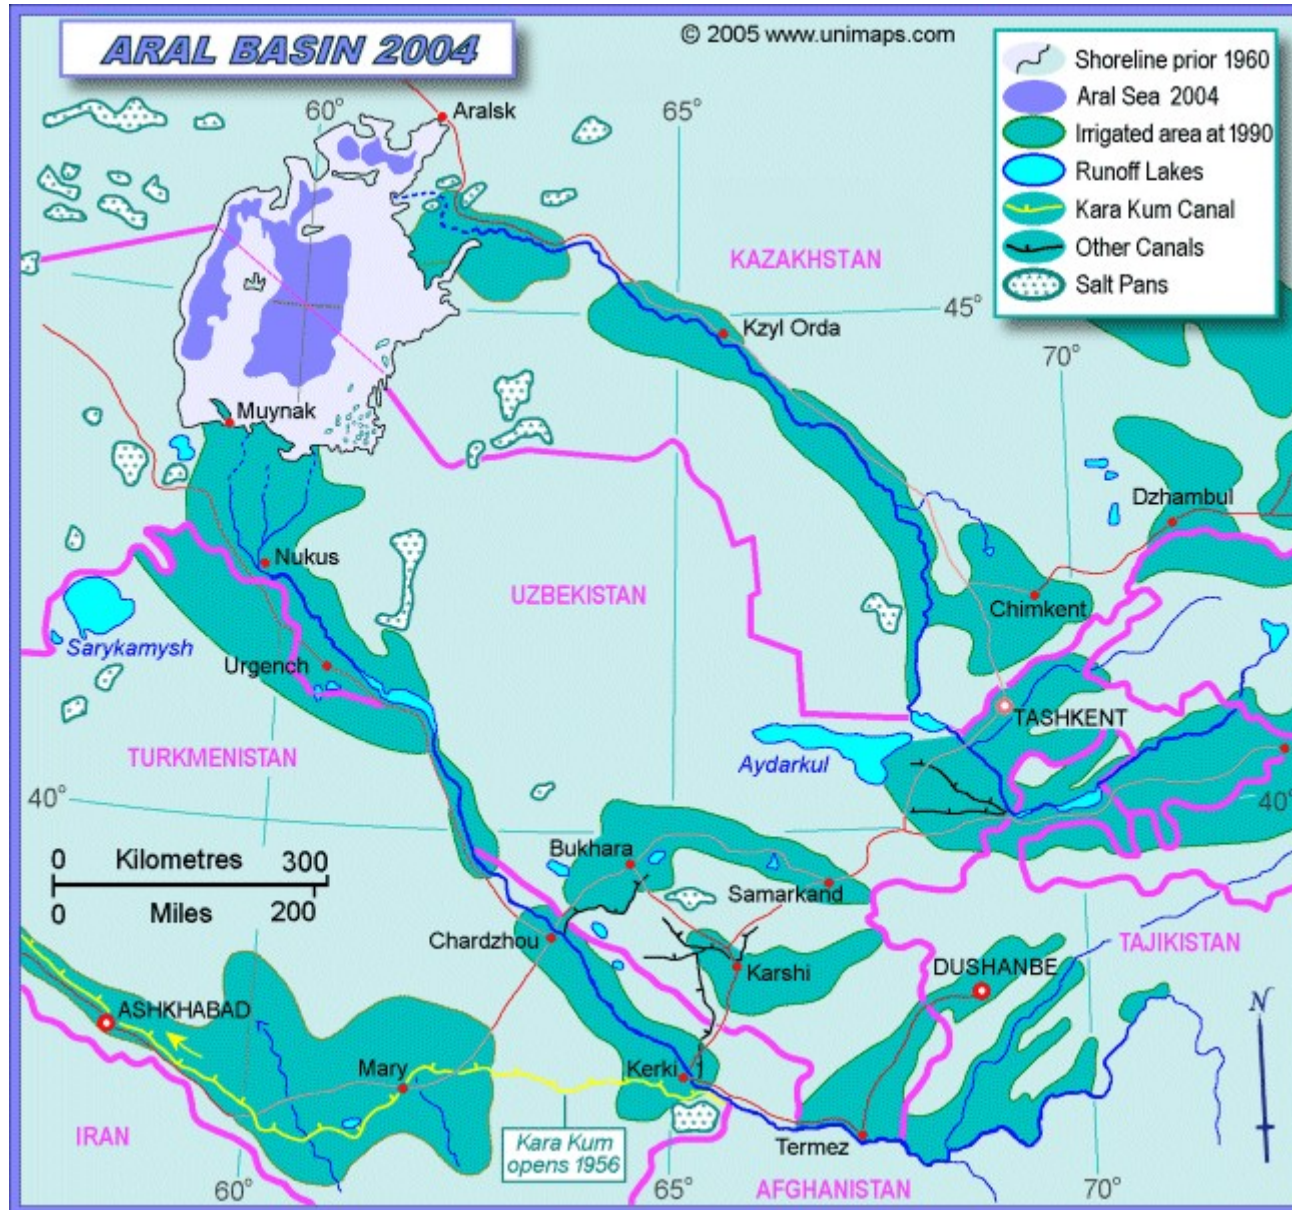 ARAL BASIN 2004
© 2005 www.unimaps.com
Shoreline prior 1960
Aral Sea 2004
Irrigated area at 1990
Runoff Lakes
Kara Kum Canal
Other Canals
Salt Pans
60°
Aralsk
65°
KAZAKHSTAN
45°
Kzyl Orda
70°
Muynak
Dzhambul
Nukus
UZBEKISTAN
Chimkent
Sarykamysh
Urgench
TASHKENT
TURKMENISTAN
Aydarkul
40°
40°
0 Kilometres 300
0 Miles 200
Bukhara
Samarkand
Chardzhou
TAJIKISTAN
Karshi
DUSHANBE
ASHKHABAD
N
Mary
Kerki
IRAN
Kara Kum
opens 1956
Termez
60°
65°
AFGHANISTAN
70°